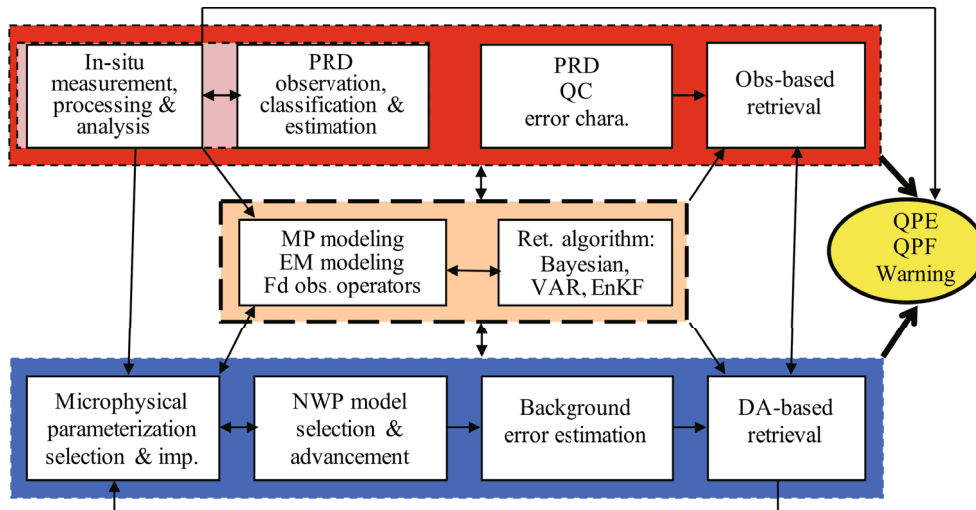 In-situ
measurement,
processing &
analysis
PRD
observation,
classification &
estimation
PRD
QC
error chara.
Obs-based
retrieval
QPE
QPF
Warning
MP modeling
EM modeling
Fd obs. operators
Ret. algorithm:
Bayesian,
VAR, EnKF
Microphysical
parameterization
selection & imp.
NWP model
selection &
advancement
Background
error estimation
DA-based
retrieval